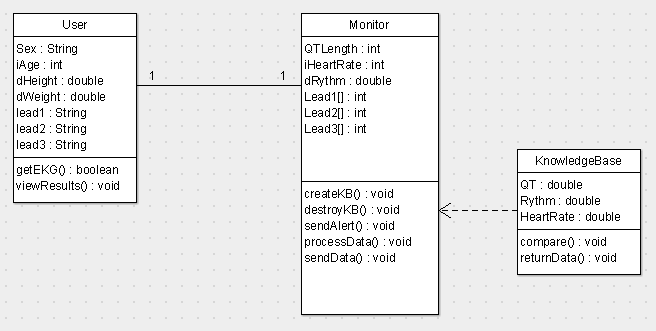 User
Sex : String
iAge : int
dHeight : double
dWeight : double
lead1 : String
lead2 : String
lead3 : String
getEKG() : boolean
viewResults() : void
1
1
Monitor
QTLength : int
iHeartRate : int
dRythm : double
Lead1[] : int
Lead2[] : int
Lead3[] : int
createKB() : void
destroyKB() : void
sendAlert() : void
processData() : void
sendData() : void
KnowledgeBase
QT : double
Rythm : double
HeartRate : double
compare() : void
returnData() : void